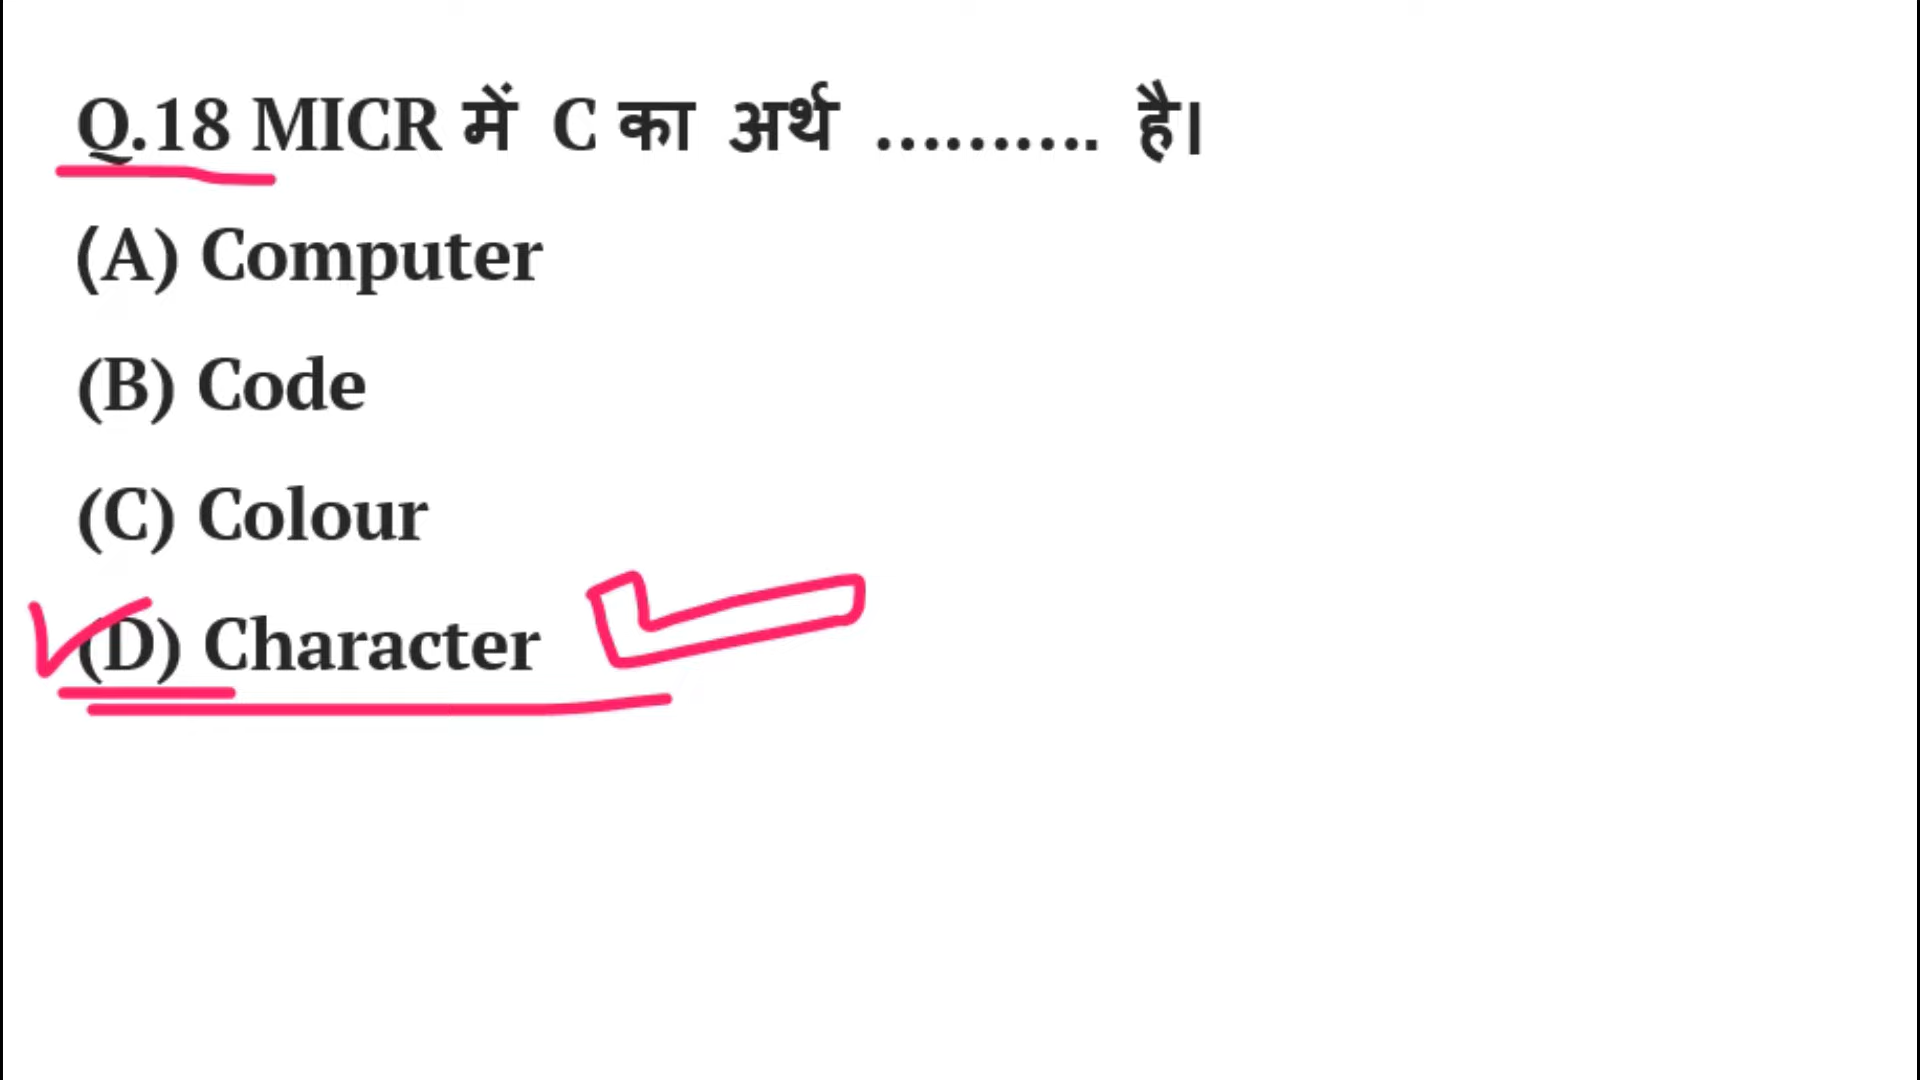 Q.18 MICR में C का अर्थ ………. है।
(A) Computer
(B) Code
(C) Colour
(D) Character